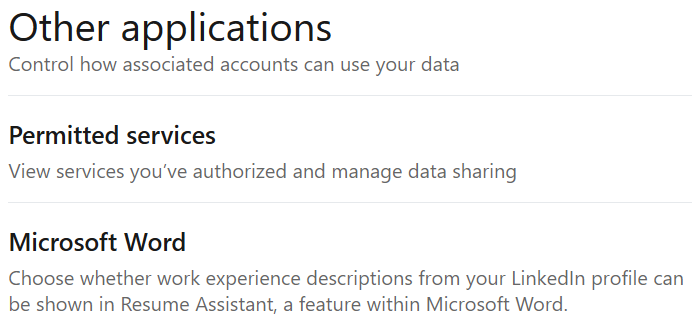 Other applications
Control how associated accounts can use your data
Permitted services
View services you’ve authorized and manage data sharing
Microsoft Word
Choose whether work experience descriptions from your LinkedIn profile can
be shown in Resume Assistant, a feature within Microsoft Word.